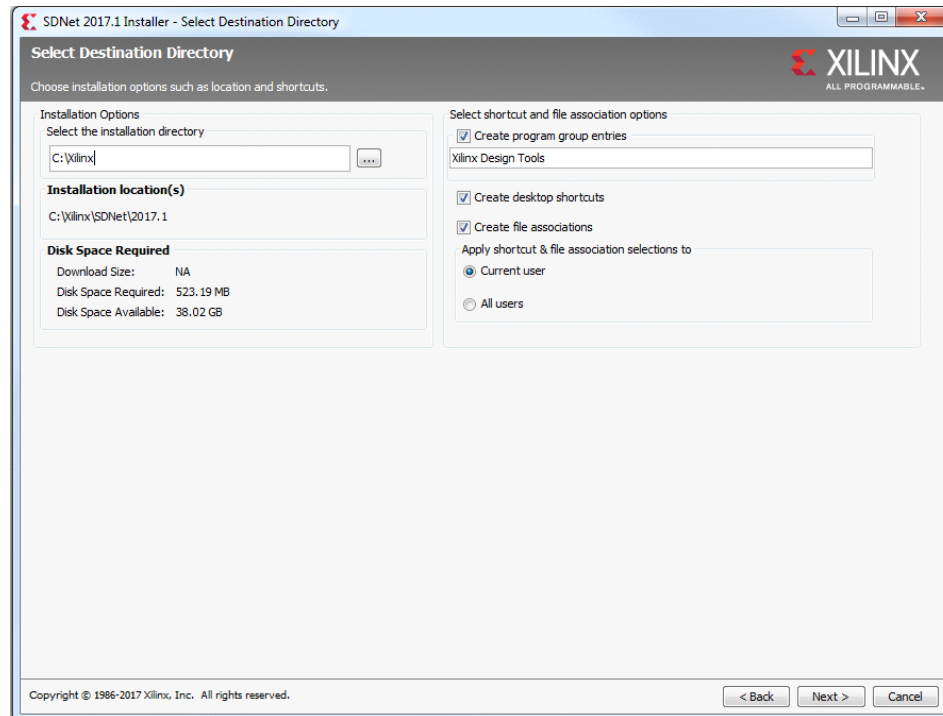 SDNet 2017.1 Installer - Select Destination Directory
Select Destination Directory
Choose installation options such as location and shortcuts.
XILINX
ALL PROGRAMMABLE.
Installation Options
Select the installation directory
C:\Xilinx
...
Installation location(s)
C:\Xilinx\SDNet\2017.1
Disk Space Required
Download Size: NA
Disk Space Required: 523.19 MB
Disk Space Available: 38.02 GB
Select shortcut and file association options
Create program group entries
Xilinx Design Tools
Create desktop shortcuts
Create file associations
Apply shortcut & file association selections to
Current user
All users
Copyright © 1986-2017 Xilinx, Inc. All rights reserved.
< Back Next > Cancel